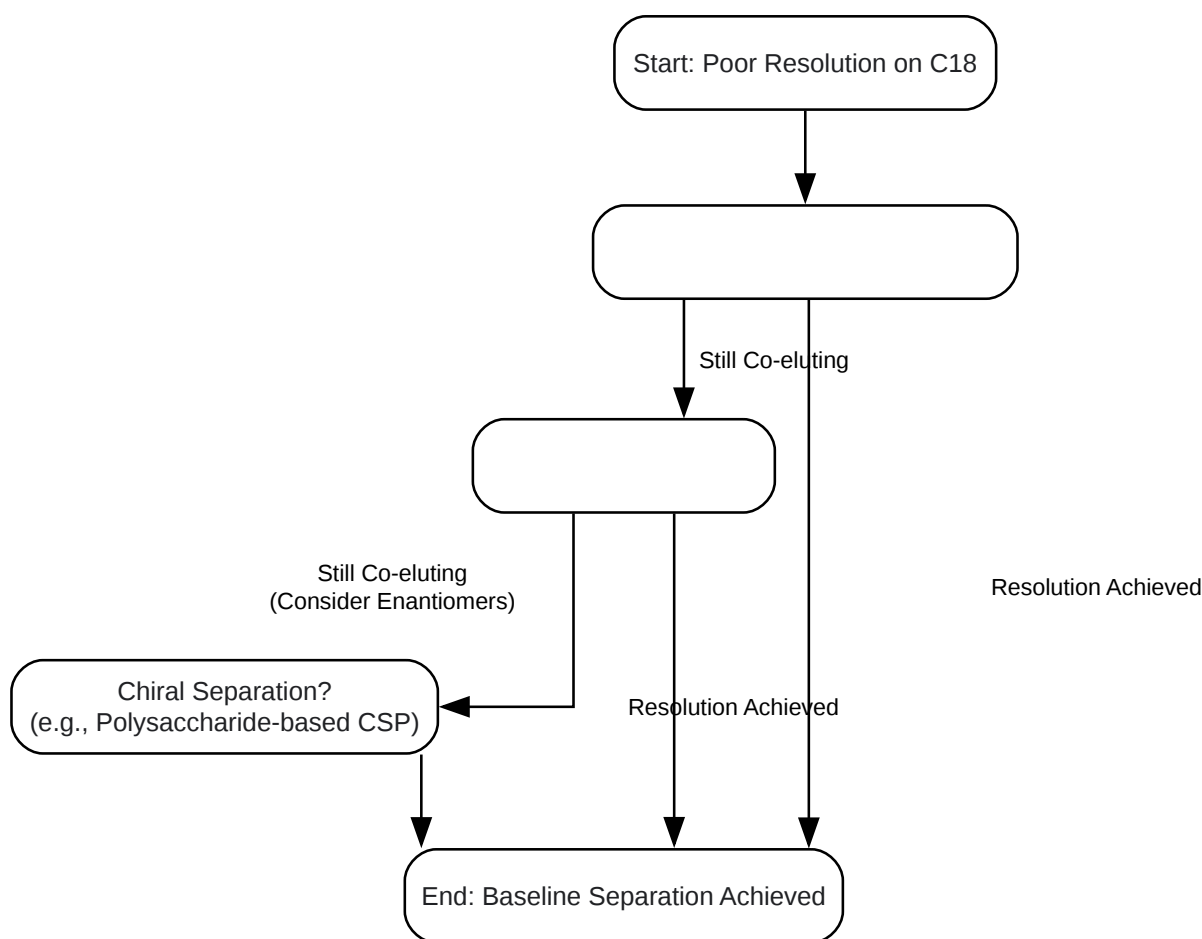 Start: Poor Resolution on C18
Still Co-eluting
Still Co-eluting
(Consider Enantiomers)
Resolution Achieved
Chiral Separation?
(e.g., Polysaccharide-based CSP)
Resolution Achieved
End: Baseline Separation Achieved